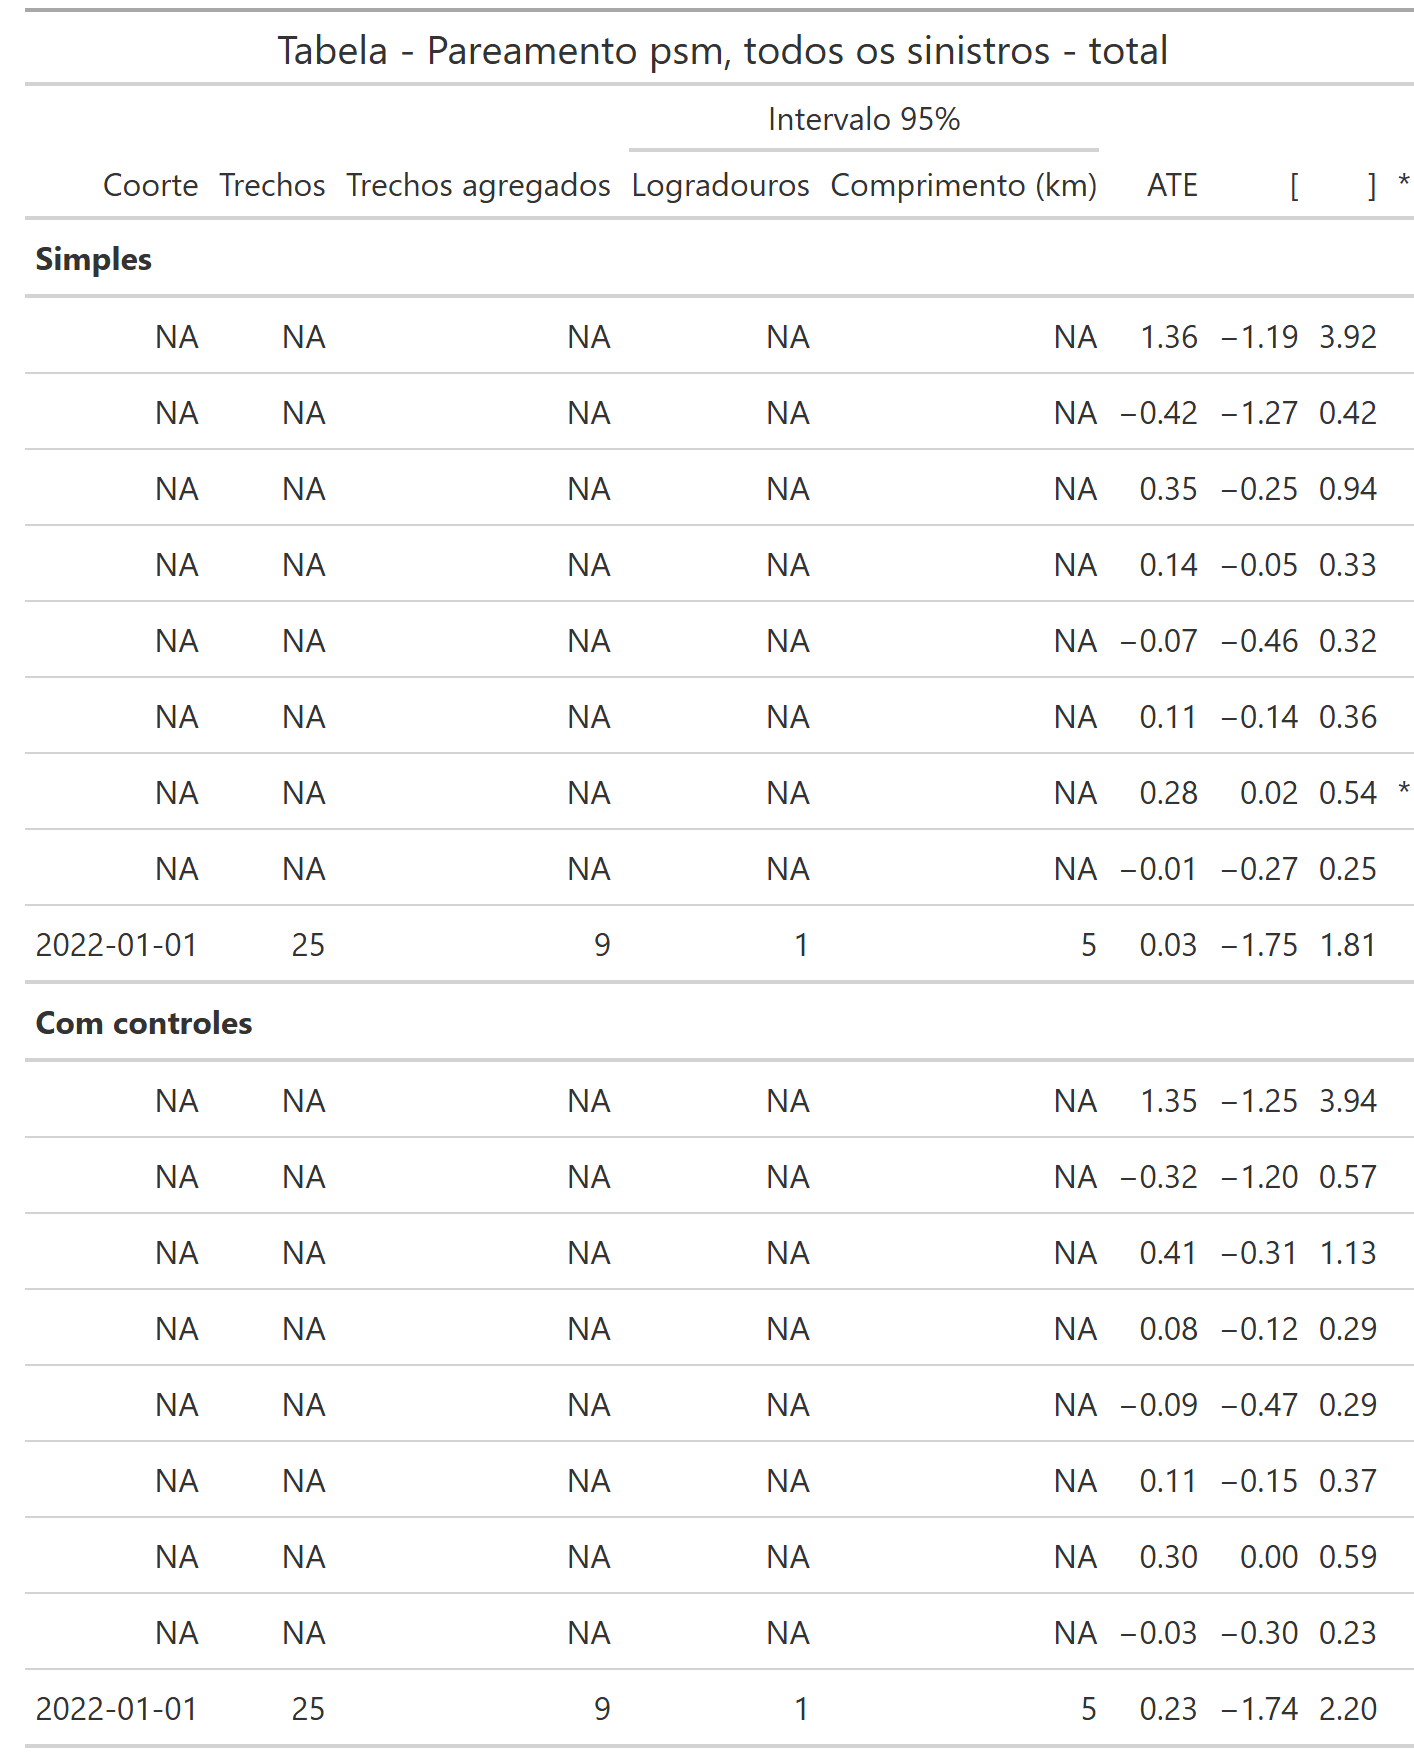 Tabela - Pareamento psm, todos os sinistros - total
Intervalo 95%
Coorte Trechos Trechos agregados Logradouros Comprimento (km) ATE [ ] *
Simples
NA NA NA NA NA 1.36 −1.19 3.92
NA NA NA NA NA −0.42 −1.27 0.42
NA NA NA NA NA 0.35 −0.25 0.94
NA NA NA NA NA 0.14 −0.05 0.33
NA NA NA NA NA −0.07 −0.46 0.32
NA NA NA NA NA 0.11 −0.14 0.36
NA NA NA NA NA 0.28 0.02 0.54 *
NA NA NA NA NA −0.01 −0.27 0.25
2022-01-01 25 9 1 5 0.03 −1.75 1.81
Com controles
NA NA NA NA NA 1.35 −1.25 3.94
NA NA NA NA NA −0.32 −1.20 0.57
NA NA NA NA NA 0.41 −0.31 1.13
NA NA NA NA NA 0.08 −0.12 0.29
NA NA NA NA NA −0.09 −0.47 0.29
NA NA NA NA NA 0.11 −0.15 0.37
NA NA NA NA NA 0.30 0.00 0.59
NA NA NA NA NA −0.03 −0.30 0.23
2022-01-01 25 9 1 5 0.23 −1.74 2.20